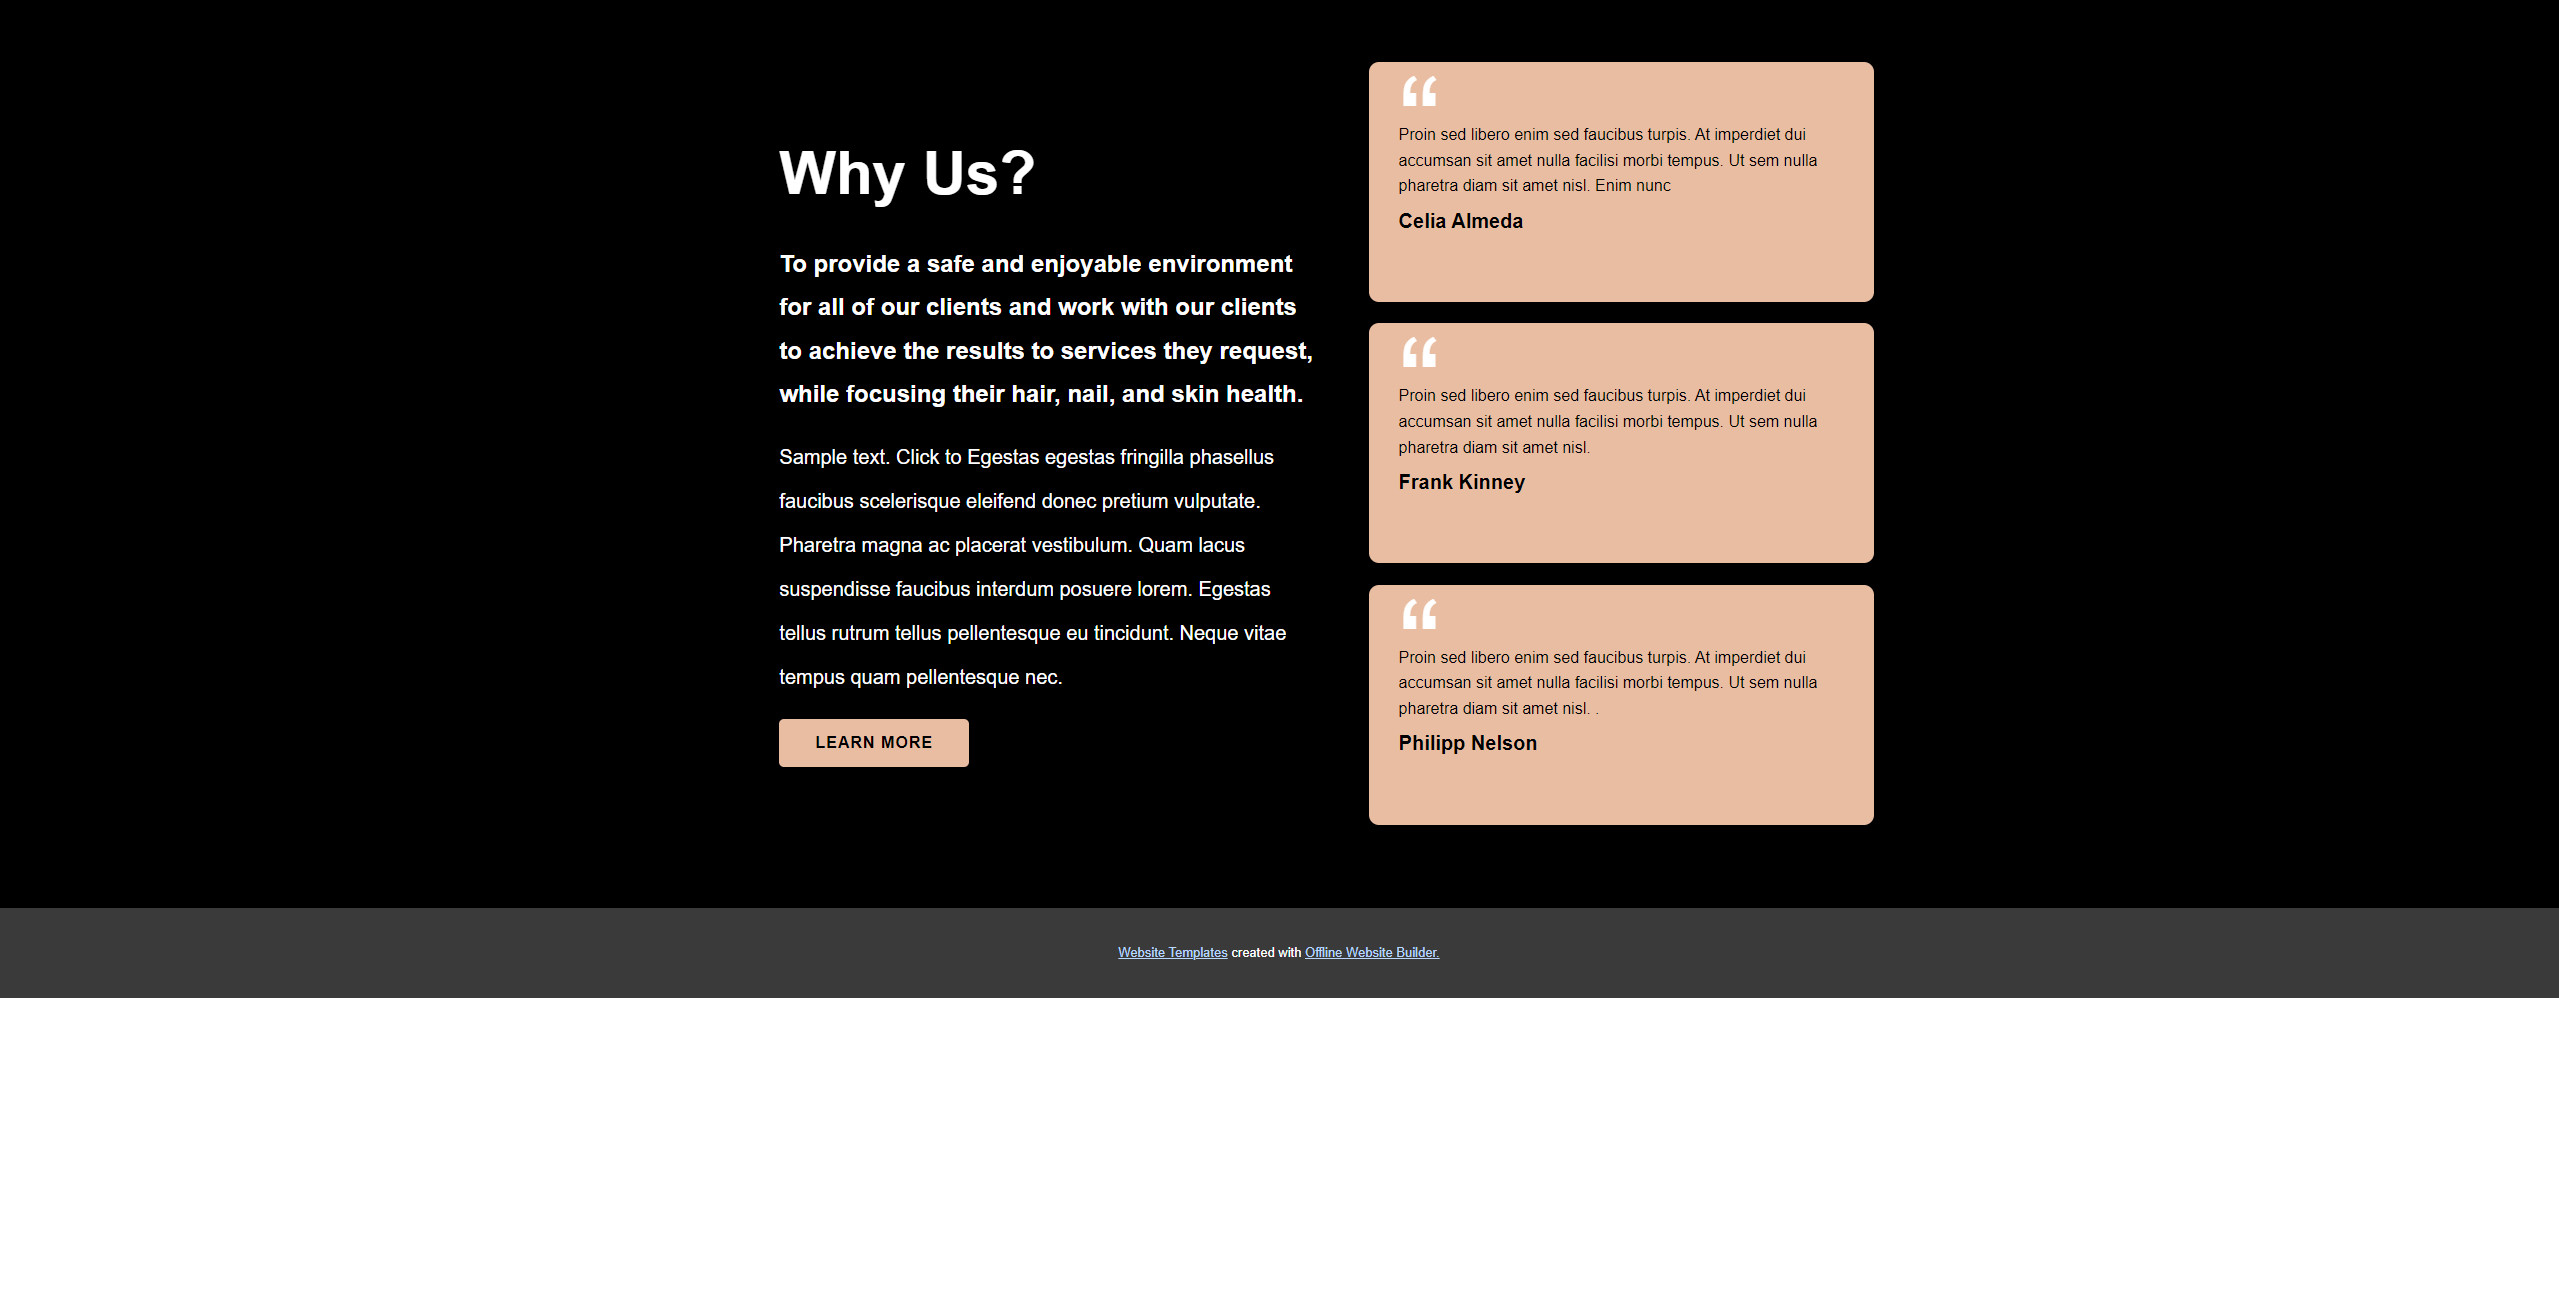 Why Us?
To provide a safe and enjoyable environment
for all of our clients and work with our clients
to achieve the results to services they request,
while focusing their hair, nail, and skin health.
Sample text. Click to Egestas egestas fringilla phasellus
faucibus scelerisque eleifend donec pretium vulputate.
Pharetra magna ac placerat vestibulum. Quam lacus
suspendisse faucibus interdum posuere lorem. Egestas
tellus rutrum tellus pellentesque eu tincidunt. Neque vitae
tempus quam pellentesque nec.
LEARN MORE
“
Proin sed libero enim sed faucibus turpis. At imperdiet dui
accumsan sit amet nulla facilisi morbi tempus. Ut sem nulla
pharetra diam sit amet nisl. Enim nunc
Celia Almeda
“
Proin sed libero enim sed faucibus turpis. At imperdiet dui
accumsan sit amet nulla facilisi morbi tempus. Ut sem nulla
pharetra diam sit amet nisl.
Frank Kinney
“
Proin sed libero enim sed faucibus turpis. At imperdiet dui
accumsan sit amet nulla facilisi morbi tempus. Ut sem nulla
pharetra diam sit amet nisl. .
Philipp Nelson
Website Templates created with Offline Website Builder.